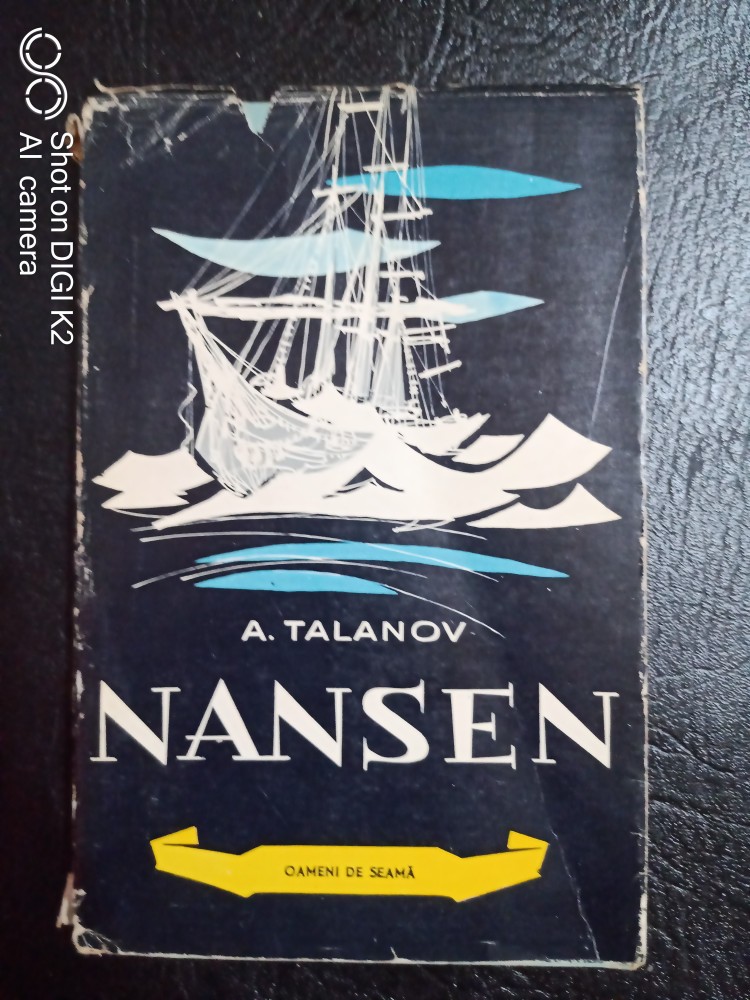 Shot on DIGI K2
AI camera
A. TALANOV
NANSEN
OAMENI DE SEAMĂ